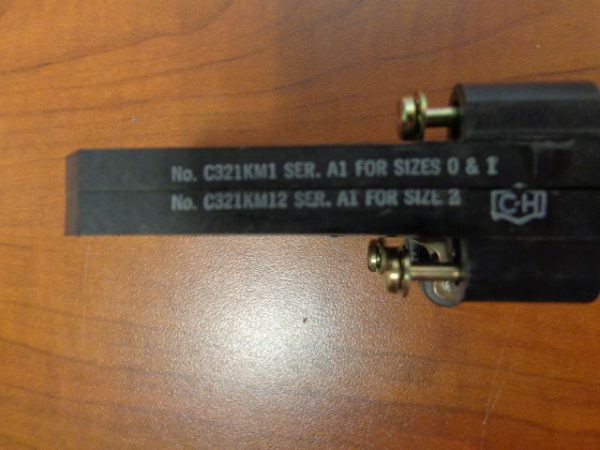 No. C321KM1 SER. A1 FOR SIZES 0 & 1
No. C321KM12 SER. A1 FOR SIZE 2
C-H